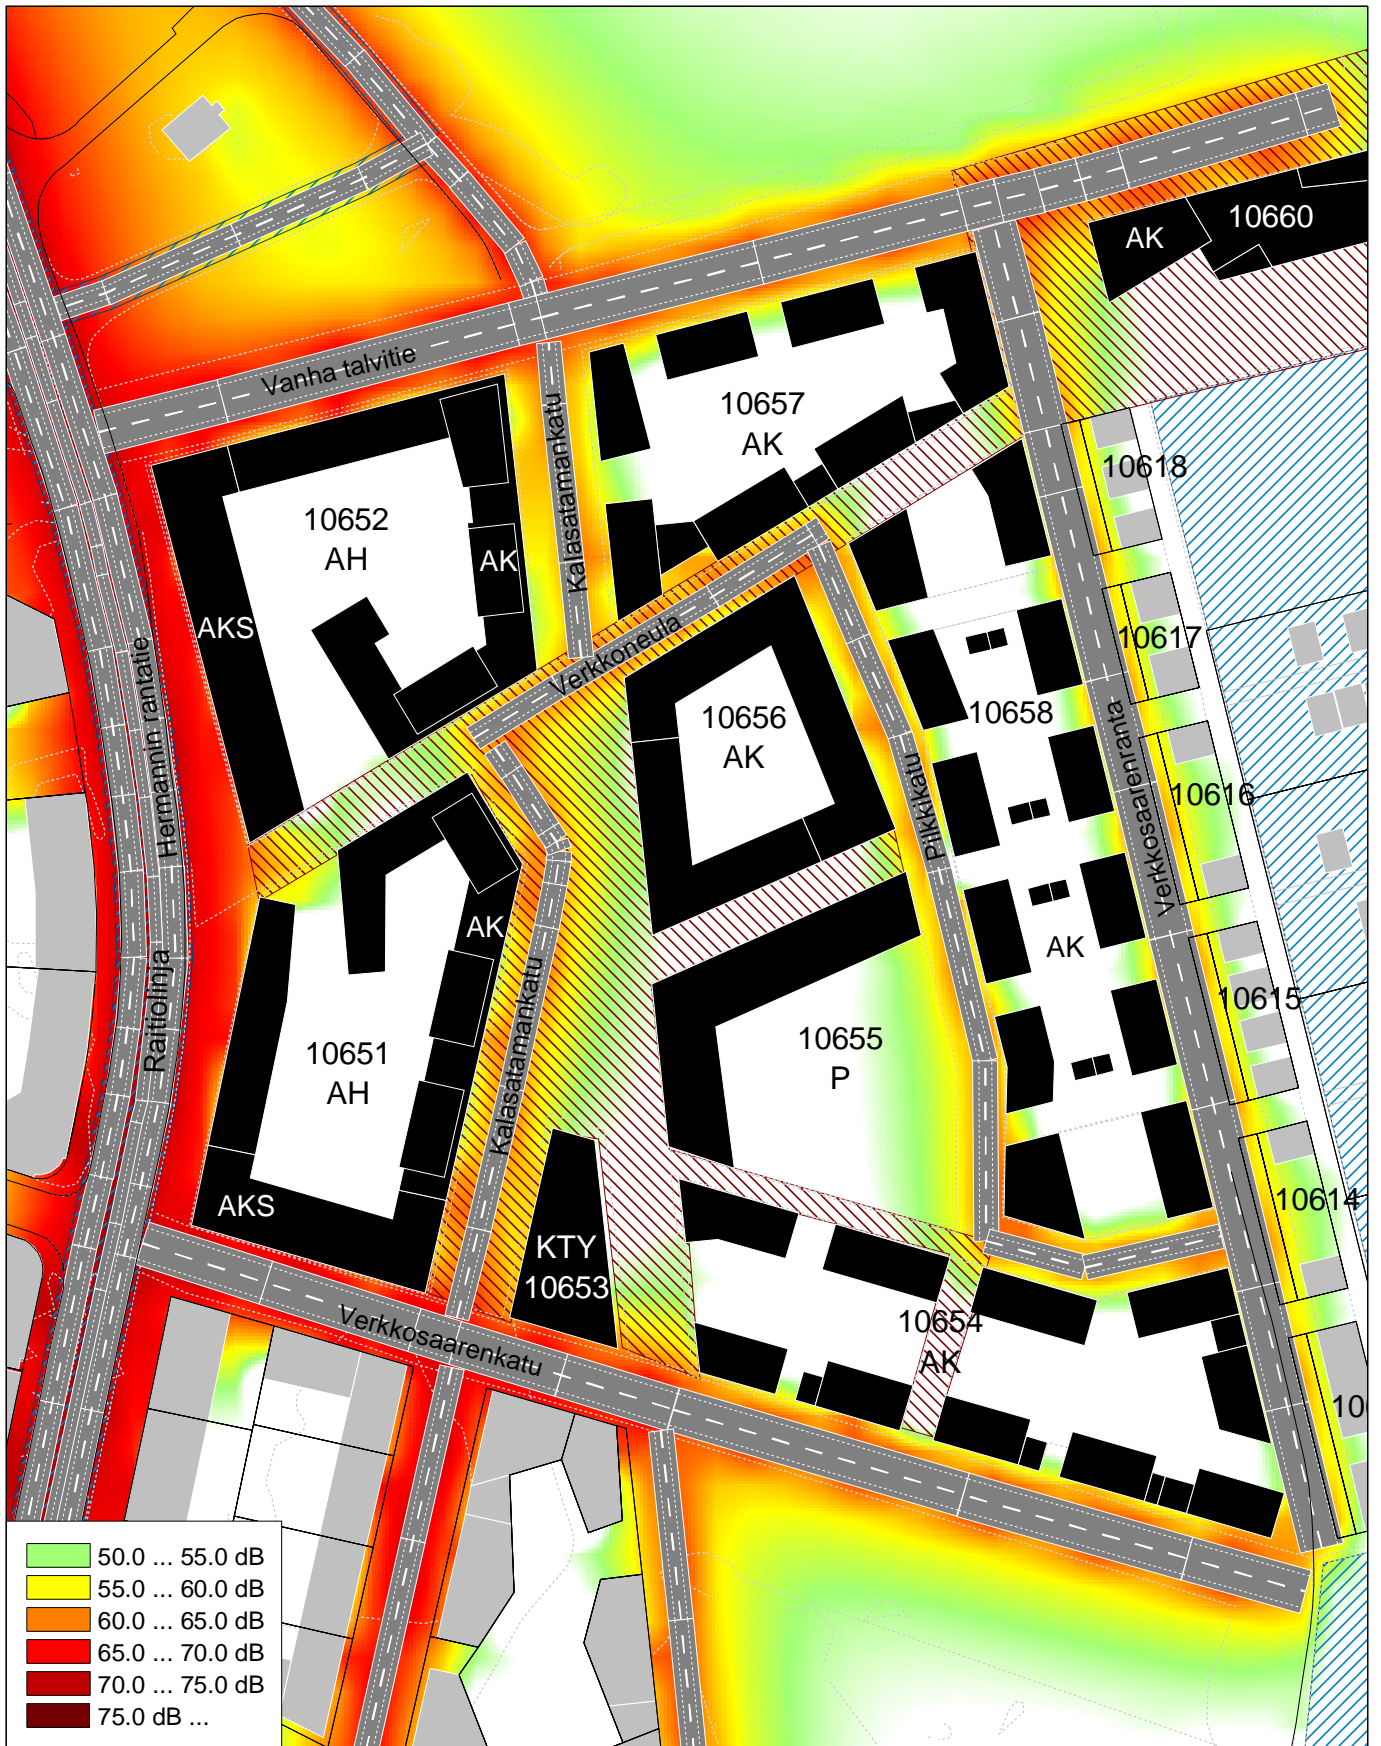 10660
AK
Vanha talvitie
10657
AK
Kalasatamankatu
10618
10652
AH
AK
AKS
Verkkoneula
10617
Hermannin rantatie
10656
AK
10658
Piikkikatu
Verkkosaarenranta
10616
AK
AK
Raitiolinja
Kalasatamankatu
10615
10655
P
10651
AH
AKS
KTY
10653
10614
Verkkosaarenkatu
10654
AK
50.0 ... 55.0 dB
55.0 ... 60.0 dB
60.0 ... 65.0 dB
65.0 ... 70.0 dB
70.0 ... 75.0 dB
75.0 dB ...